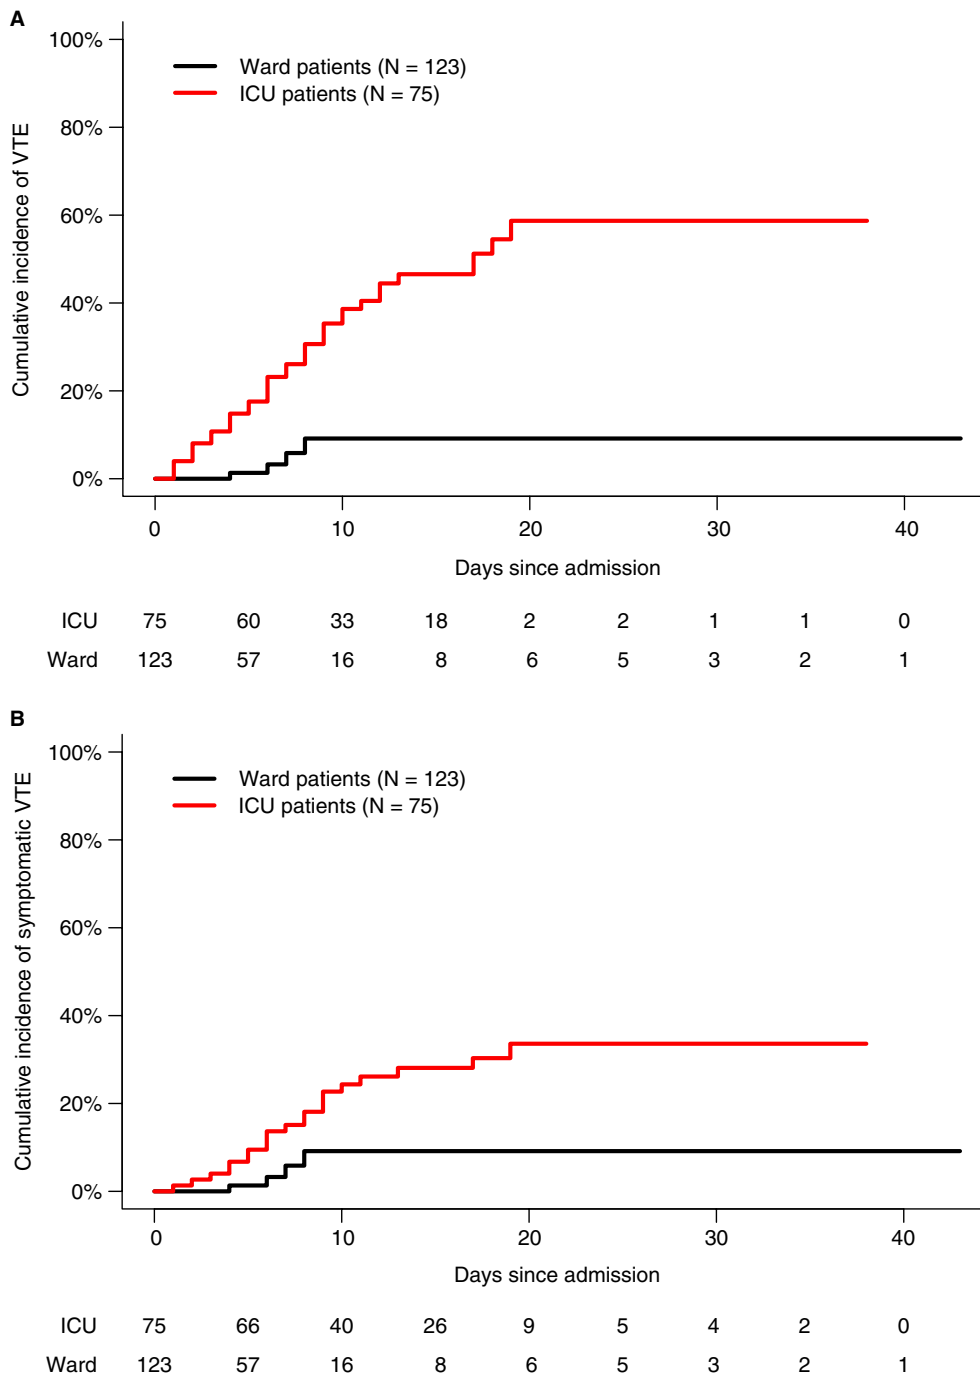 A
100%
80%
60%
40%
20%
0%
Cumulative incidence of VTE
Ward patients (N = 123)
ICU patients (N = 75)
0 10 20 30 40
Days since admission
ICU 75 60 33 18 2 2 1 1 0
Ward 123 57 16 8 6 5 3 2 1
B
100%
80%
60%
40%
20%
0%
Cumulative incidence of symptomatic VTE
Ward patients (N = 123)
ICU patients (N = 75)
0 10 20 30 40
Days since admission
ICU 75 66 40 26 9 5 4 2 0
Ward 123 57 16 8 6 5 3 2 1